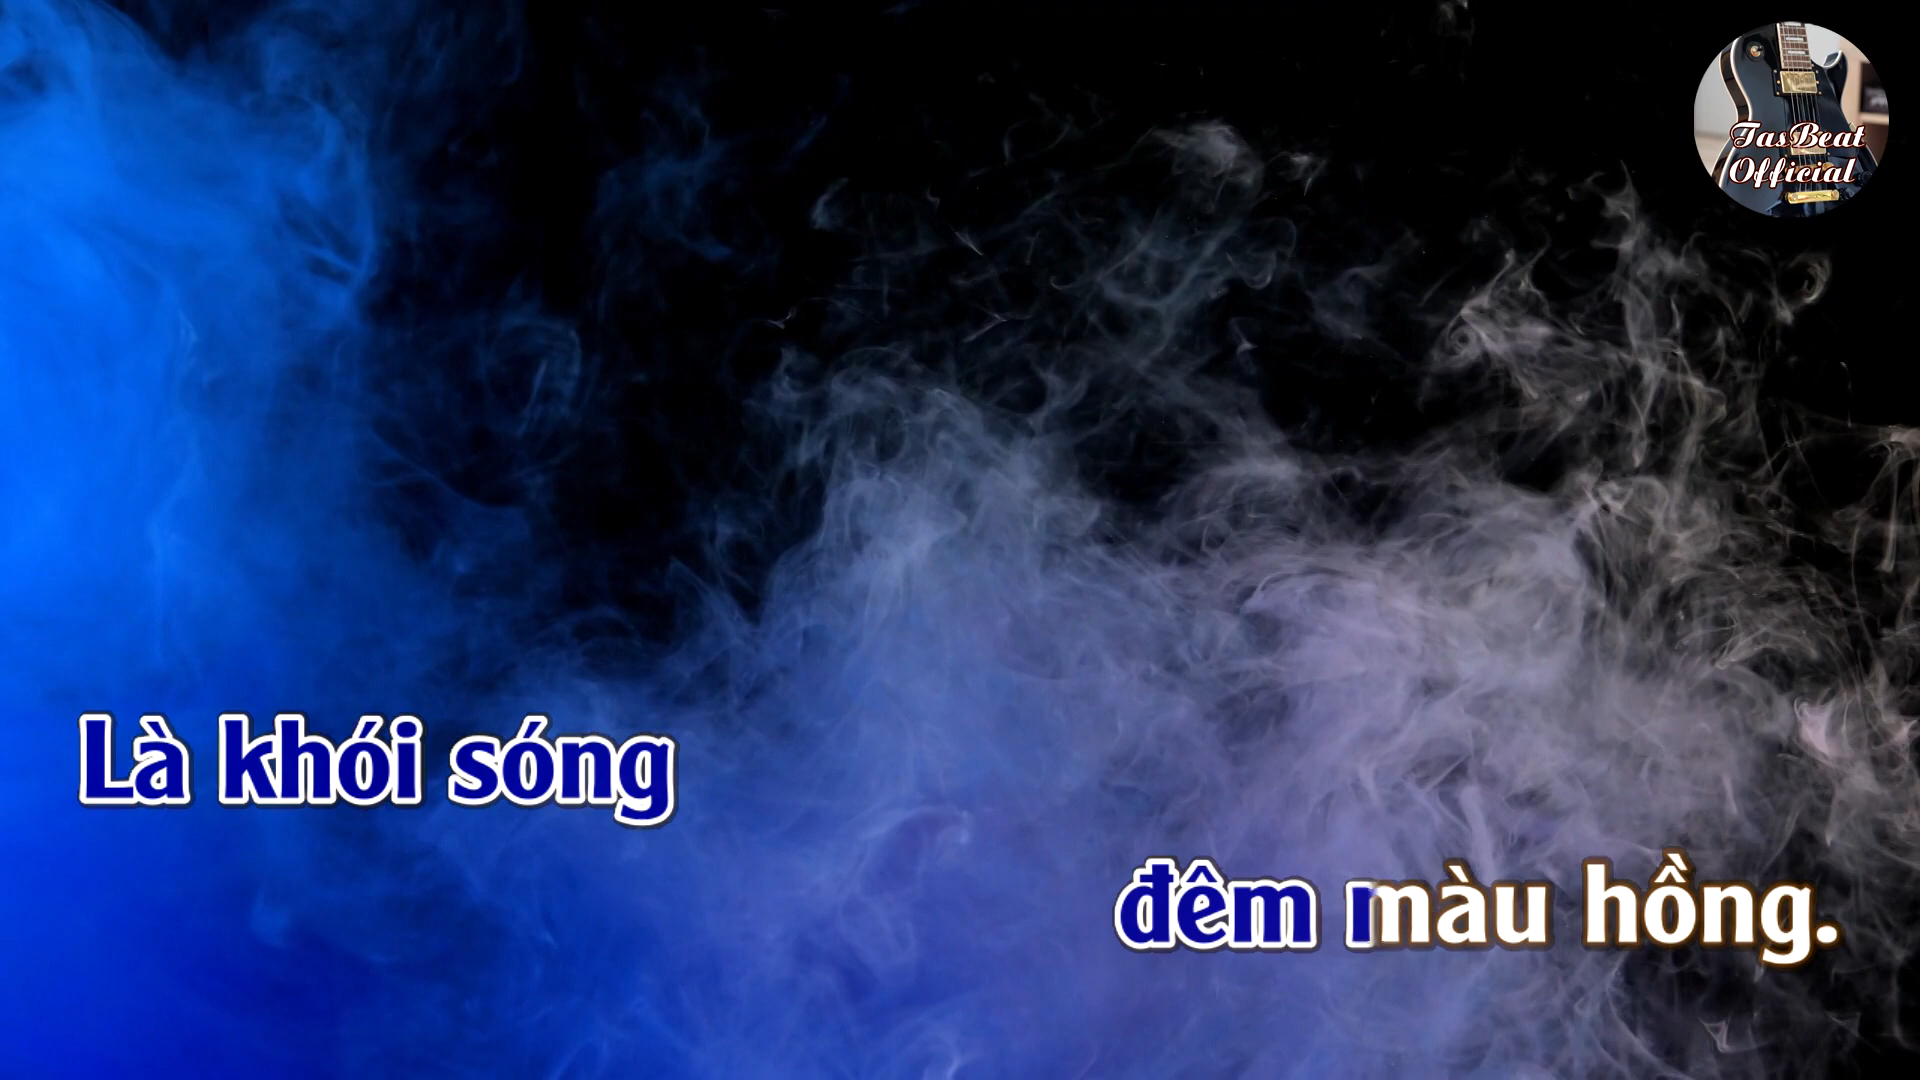 TasBeat
Official
Là khói sóng
đêm màu hồng.